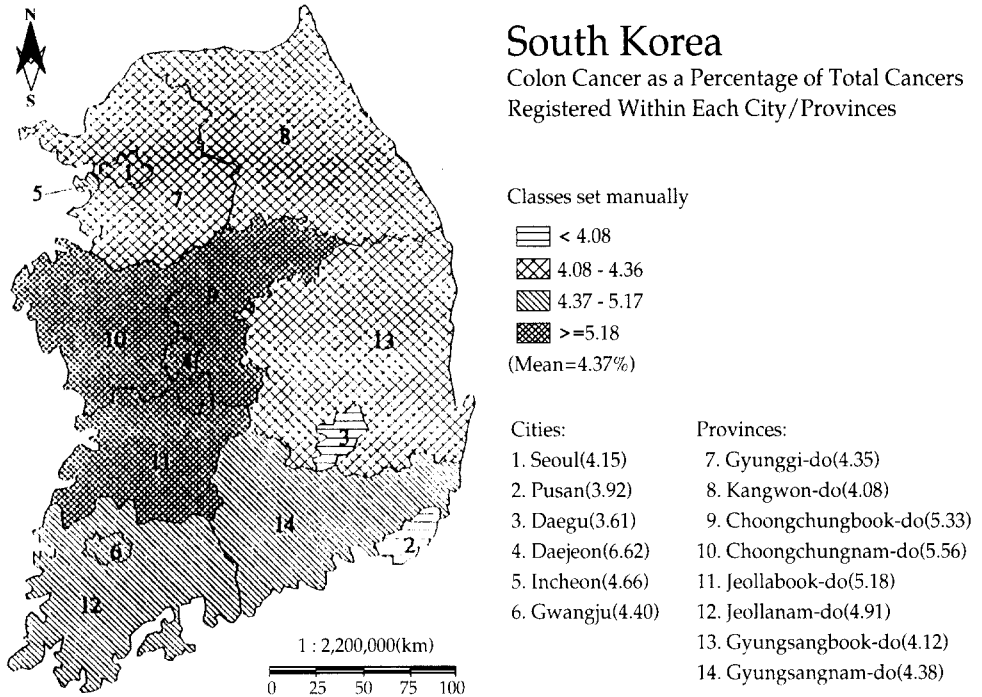 N
S
South Korea
Colon Cancer as a Percentage of Total Cancers
Registered Within Each City/Provinces
Classes set manually
< 4.08
4.08 - 4.36
4.37 - 5.17
>=5.18
(Mean=4.37%)
Cities:
1. Seoul(4.15)
2. Pusan(3.92)
3. Daegu(3.61)
4. Daejeon(6.62)
5. Incheon(4.66)
6. Gwangju(4.40)
Provinces:
7. Gyunggi-do(4.35)
8. Kangwon-do(4.08)
9. Choongchungbook-do(5.33)
10. Choongchungnam-do(5.56)
11. Jeollabook-do(5.18)
12. Jeollanam-do(4.91)
13. Gyungsangbook-do(4.12)
14. Gyungsangnam-do(4.38)
8
1
5
7
9
10
4
13
3
11
14
2
6
12
1 : 2,200,000(km)
0 25 50 75 100